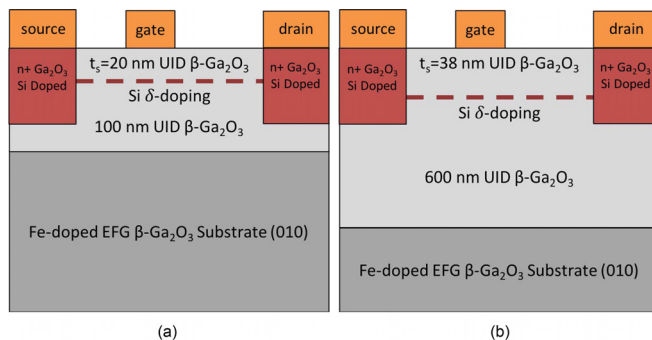 source
gate
drain
n+ Ga₂O₃
Si Doped
tₛ=20 nm UID β-Ga₂O₃
n+ Ga₂O₃
Si Doped
Si δ-doping
100 nm UID β-Ga₂O₃
Fe-doped EFG β-Ga₂O₃ Substrate (010)
(a)
source
gate
drain
n+ Ga₂O₃
Si Doped
tₛ=38 nm UID β-Ga₂O₃
n+ Ga₂O₃
Si Doped
Si δ-doping
600 nm UID β-Ga₂O₃
Fe-doped EFG β-Ga₂O₃ Substrate (010)
(b)